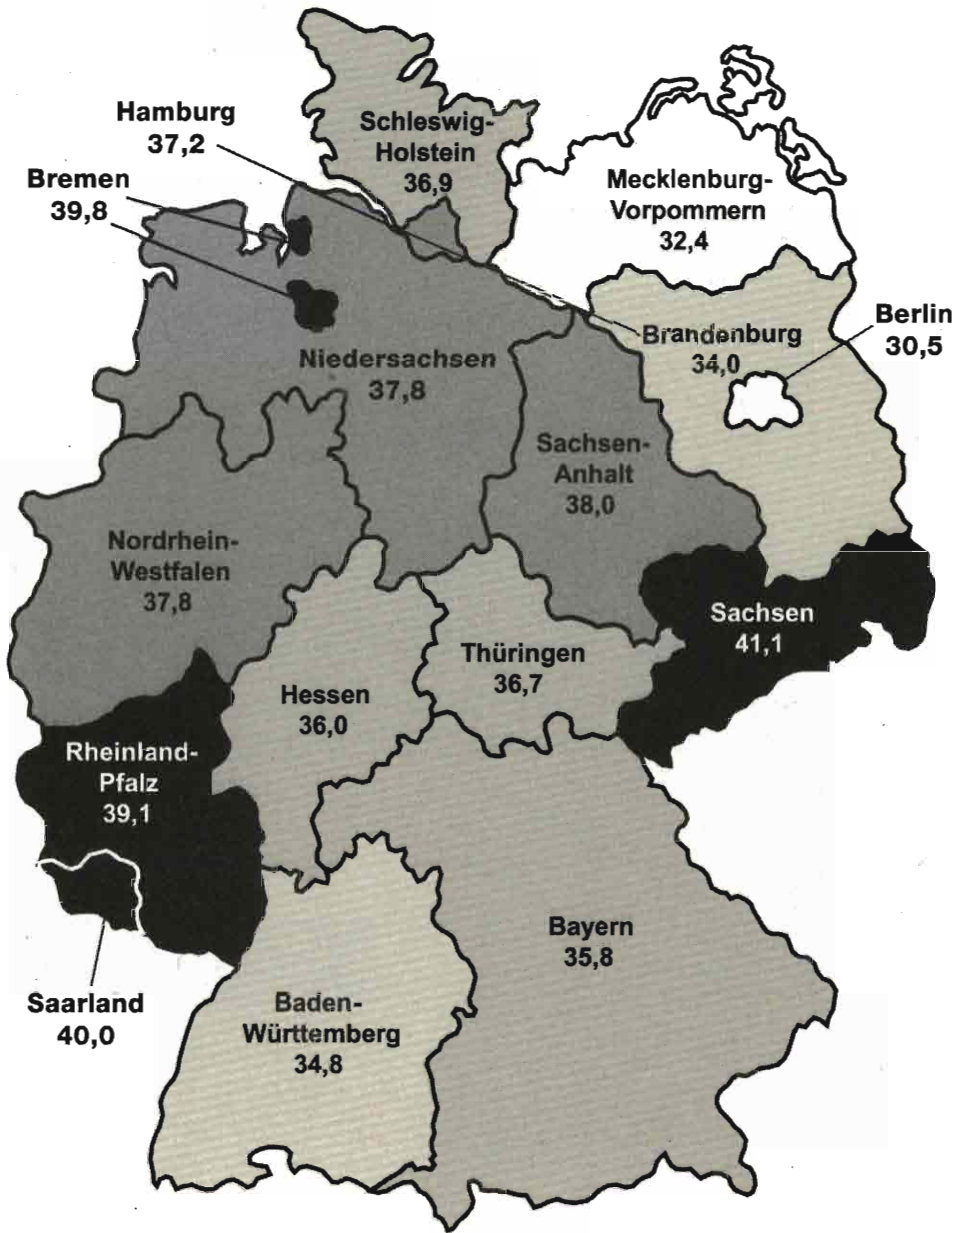 Hamburg
37,2
Bremen
39,8
Schleswig-
Holstein
36,9
Mecklenburg-
Vorpommern
32,4
Berlin
30,5
Brandenburg
34,0
Niedersachsen
37,8
Sachsen-
Anhalt
38,0
Nordrhein-
Westfalen
37,8
Sachsen
41,1
Thüringen
36,7
Hessen
36,0
Rheinland-
Pfalz
39,1
Bayern
35,8
Saarland
40,0
Baden-
Württemberg
34,8